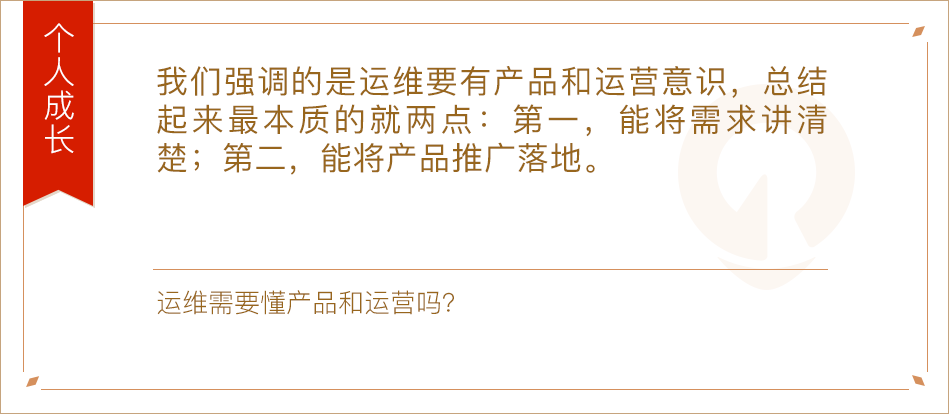 个人成长
我们强调的是运维要有产品和运营意识，总结
起来最本质的就两点：第一，能将需求讲清
楚；第二，能将产品推广落地。
运维需要懂产品和运营吗？